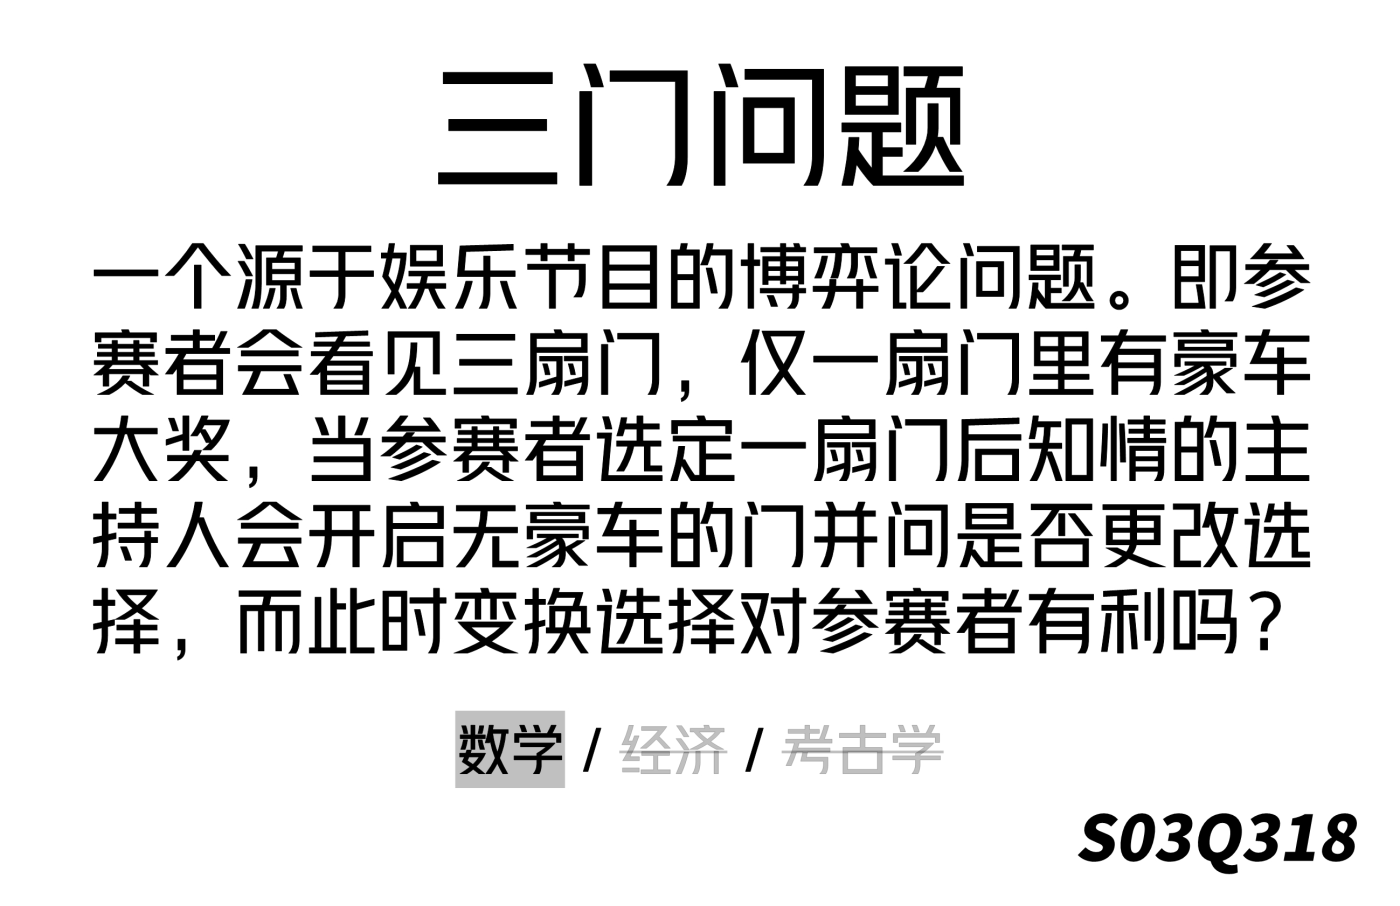 三门问题
一个源于娱乐节目的博弈论问题。即参
赛者会看见三扇门，仅一扇门里有豪车
大奖，当参赛者选定一扇门后知情的主
持人会开启无豪车的门并问是否更改选
择，而此时变换选择对参赛者有利吗？
数学 / 经济 / 考古学
S03Q318